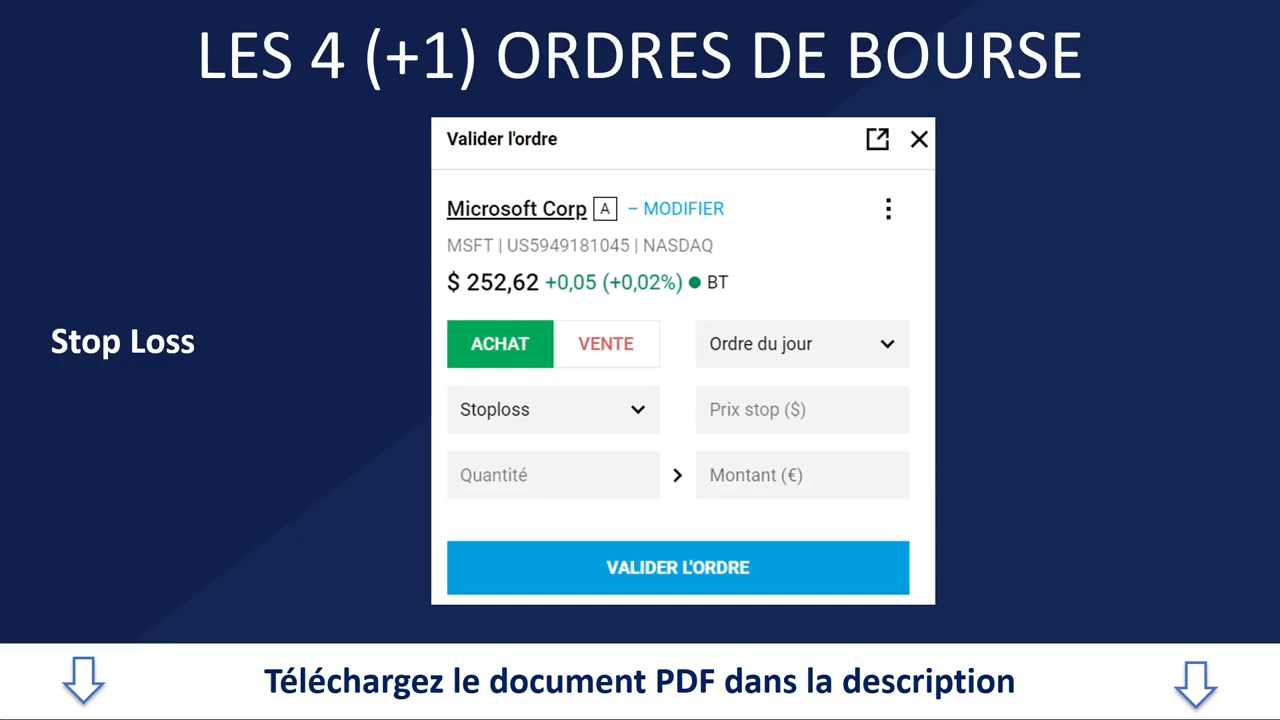 LES 4 (+1) ORDRES DE BOURSE
Valider l'ordre
Microsoft Corp A – MODIFIER
MSFT | US5949181045 | NASDAQ
$ 252,62 +0,05 (+0,02%) BT
Stop Loss
ACHAT VENTE Ordre du jour
Stoploss Prix stop ($)
Quantité Montant (€)
VALIDER L'ORDRE
Téléchargez le document PDF dans la description